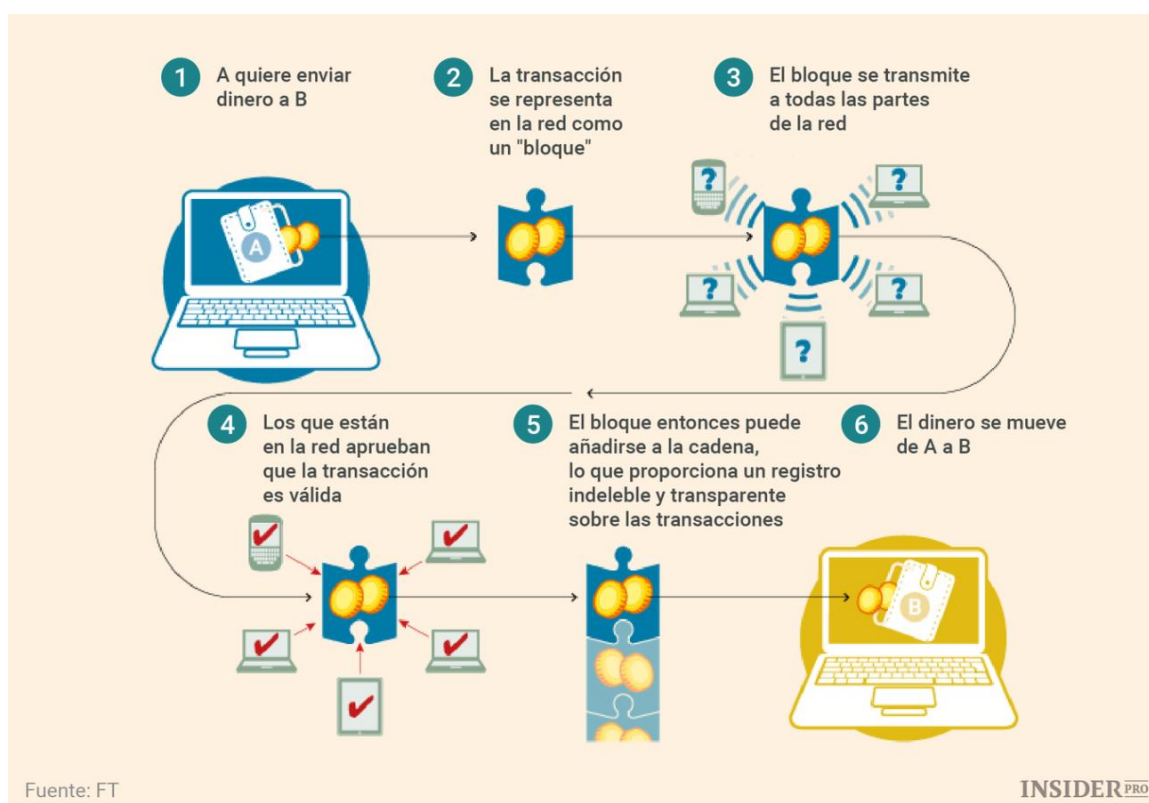 1
A quiere enviar
dinero a B
2
La transacción
se representa
en la red como
un "bloque"
3
El bloque se transmite
a todas las partes
de la red
A
?
?
?
?
?
4
Los que están
en la red aprueban
que la transacción
es válida
5
El bloque entonces puede
añadirse a la cadena,
lo que proporciona un registro
indeleble y transparente
sobre las transacciones
6
El dinero se mueve
de A a B
B
Fuente: FT
INSIDER PRO